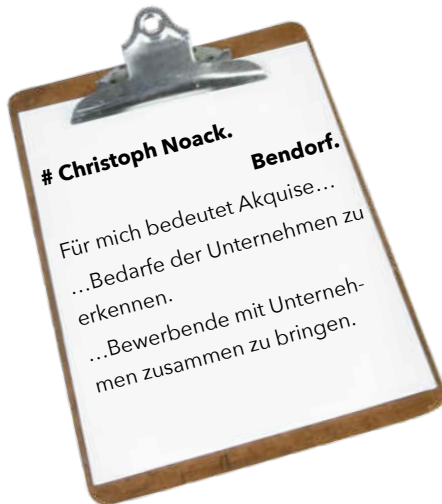 # Christoph Noack.
Bendorf.
Für mich bedeutet Akquise…
…Bedarfe der Unternehmen zu
erkennen.
…Bewerbende mit Unterneh-
men zusammen zu bringen.